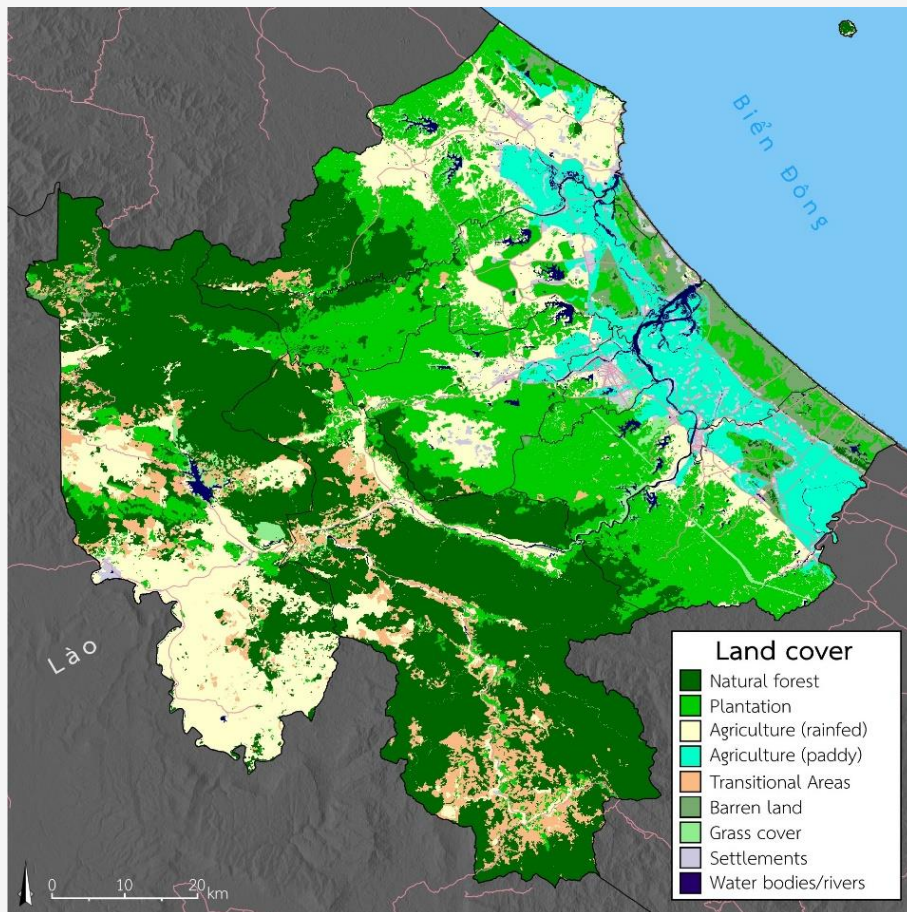 Biển Đông
Lào
Land cover
Natural forest
Plantation
Agriculture (rainfed)
Agriculture (paddy)
Transitional Areas
Barren land
Grass cover
Settlements
Water bodies/rivers
0 10 20
km